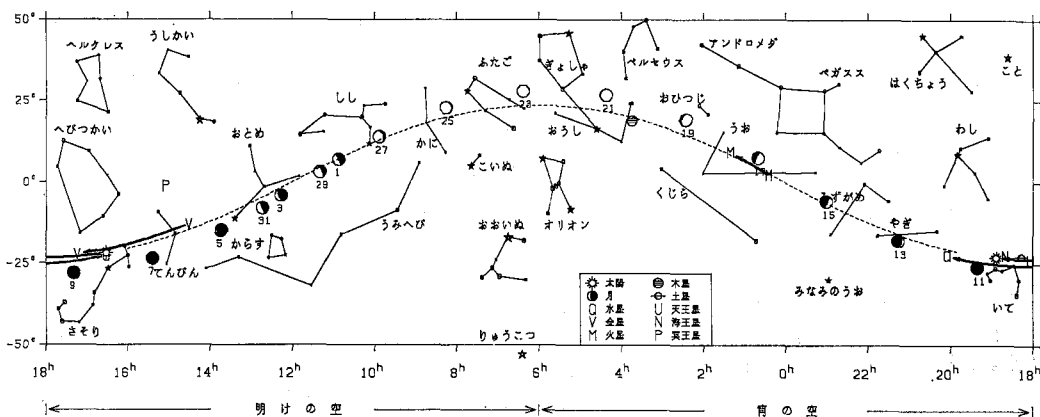 50°
ヘルクレス
うしかい
ふたご
ぎょしゃ
ペルセウス
アンドロメダ
ペガスス
はくちょう
こと
25°
へびつかい
おとめ
しし
かに
おうし
おひつじ
うお
わし
25
23
21
19
27
29
1
31
3
5
7
9
15
13
11
0°
P
こいぬ
M
M
くじら
みずがめ
やぎ
V
V
からす
うみへび
おおいぬ
オリオン
てんびん
Q
N
-25°
さそり
みなみのうお
いて
りゅうこつ
太陽 木星
月 土星
Q 水星 U 天王星
V 金星 N 海王星
M 火星 P 冥王星
-50°
18h 16h 14h 12h 10h 8h 6h 4h 2h 0h 22h 20h 18h
明けの空 宵の空